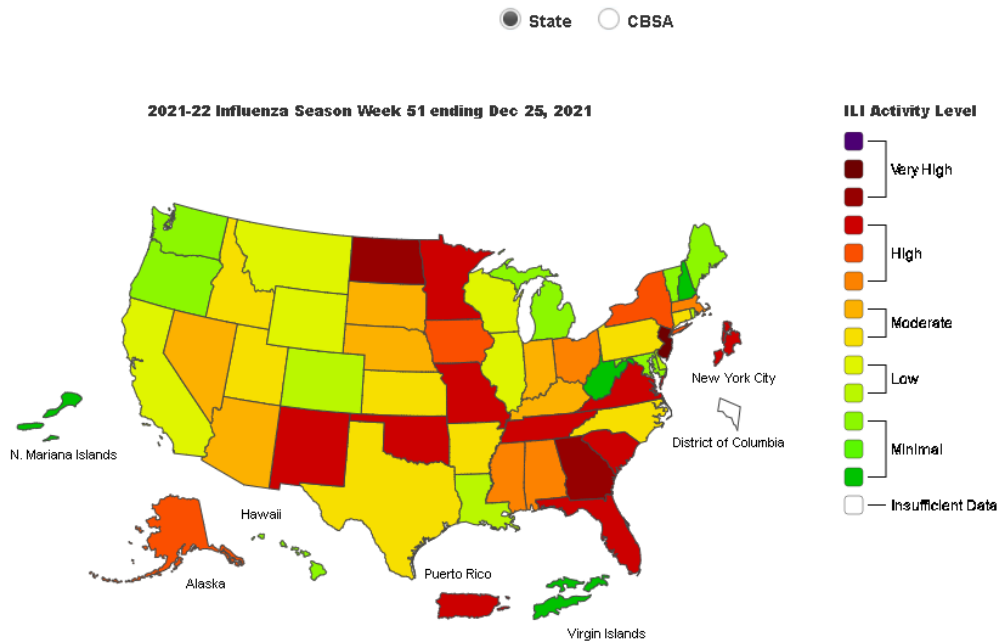 State CBSA
2021-22 Influenza Season Week 51 ending Dec 25, 2021
ILI Activity Level
Very High
High
Moderate
Low
Minimal
Insufficient Data
New York City
District of Columbia
N. Mariana Islands
Hawaii
Alaska
Puerto Rico
Virgin Islands